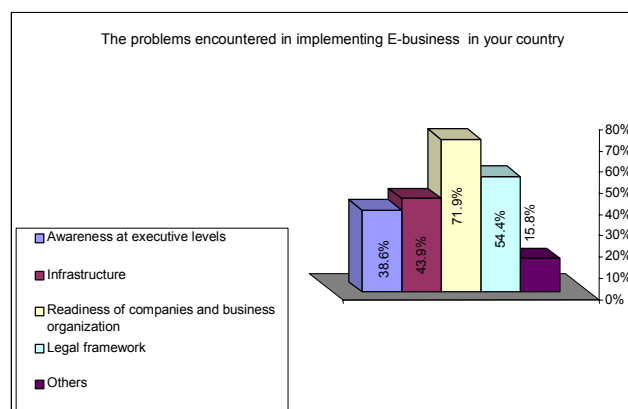 The problems encountered in implementing E-business in your country
80%
70%
60%
50%
40%
30%
20%
10%
0%
38.6%
43.9%
71.9%
54.4%
15.8%
Awareness at executive levels
Infrastructure
Readiness of companies and business
organization
Legal framework
Others